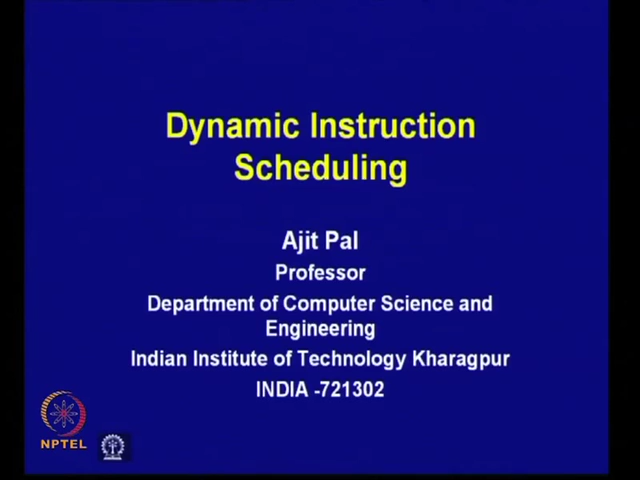 Dynamic Instruction
Scheduling
Ajit Pal
Professor
Department of Computer Science and
Engineering
Indian Institute of Technology Kharagpur
INDIA -721302
NPTEL